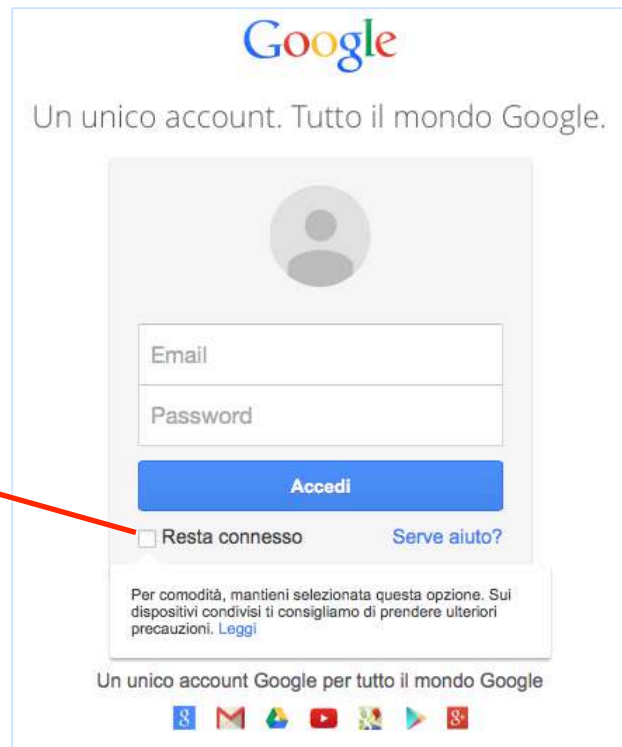 Google
Un unico account. Tutto il mondo Google.
Email
Password
Accedi
Resta connesso Serve aiuto?
Per comodità, mantieni selezionata questa opzione. Sui
dispositivi condivisi ti consigliamo di prendere ulteriori
precauzioni. Leggi
Un unico account Google per tutto il mondo Google